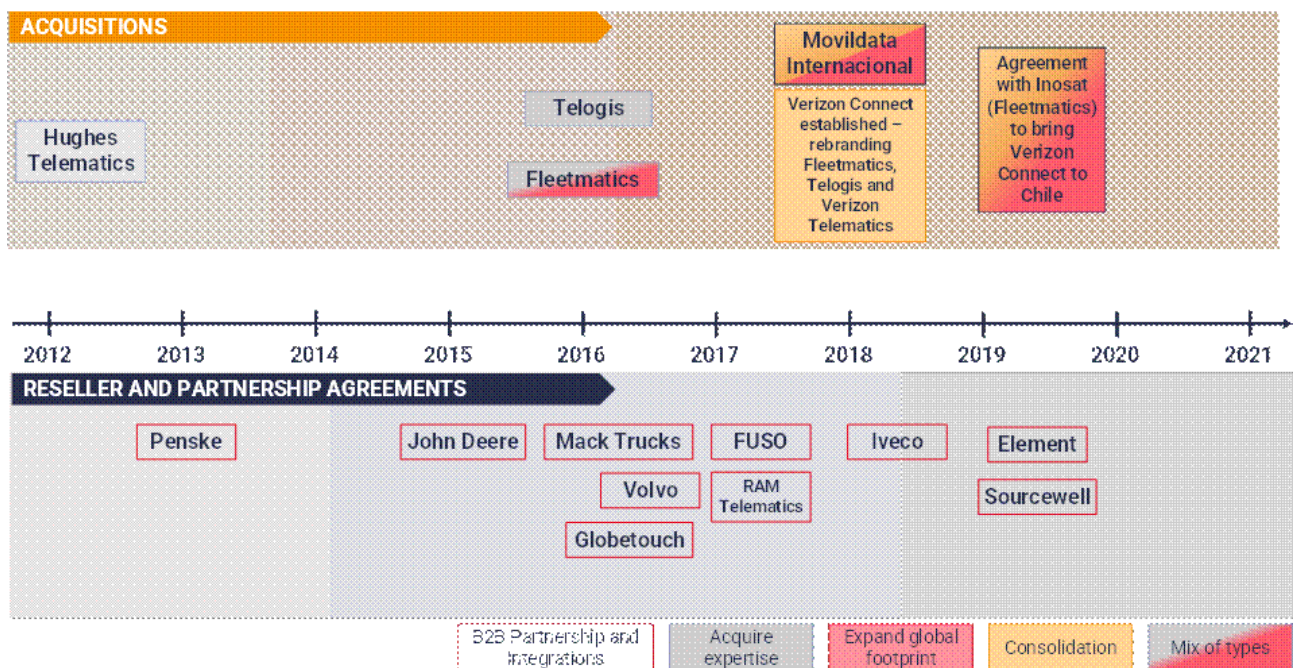 ACQUISITIONS
Hughes
Telematics
Telogis
Fleetmatics
Movildata
Internacional
Verizon Connect
established –
rebranding
Fleetmatics,
Telogis and
Verizon
Telematics
Agreement
with Inosat
(Fleetmatics)
to bring
Verizon
Connect to
Chile
2012 2013 2014 2015 2016 2017 2018 2019 2020 2021
RESELLER AND PARTNERSHIP AGREEMENTS
Penske
John Deere
Mack Trucks
FUSO
Iveco
Element
Volvo
RAM
Telematics
Sourcewell
Globetouch
B2B Partnership and
Integrations
Acquire
expertise
Expand global
footprint
Consolidation
Mix of types